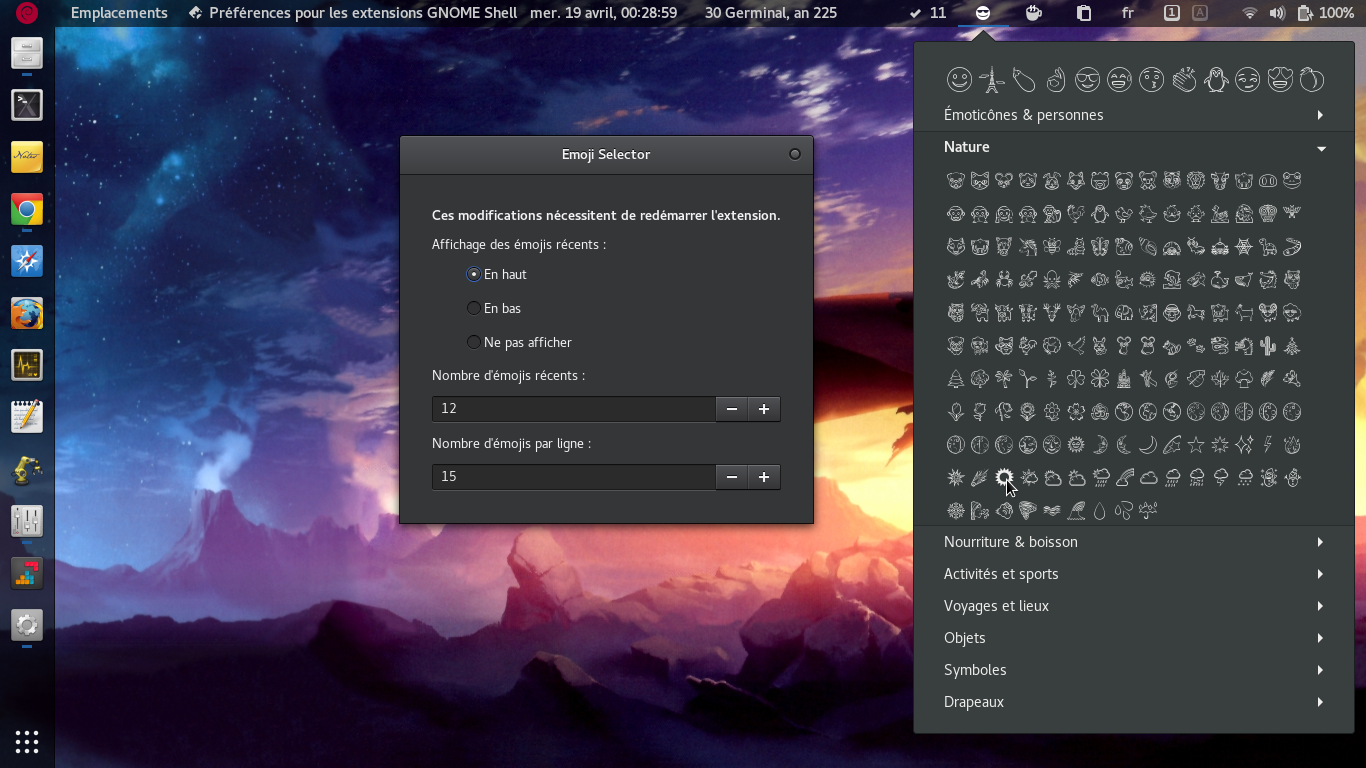 Emplacements Préférences pour les extensions GNOME Shell mer. 19 avril, 00:28:59 30 Germinal, an 225 11 fr 1 A 100%
Notes
Emoji Selector
Ces modifications nécessitent de redémarrer l'extension.
Affichage des émojis récents :
En haut
En bas
Ne pas afficher
Nombre d'émojis récents :
12
Nombre d'émojis par ligne :
15
Émoticônes & personnes
Nature
Nourriture & boisson
Activités et sports
Voyages et lieux
Objets
Symboles
Drapeaux